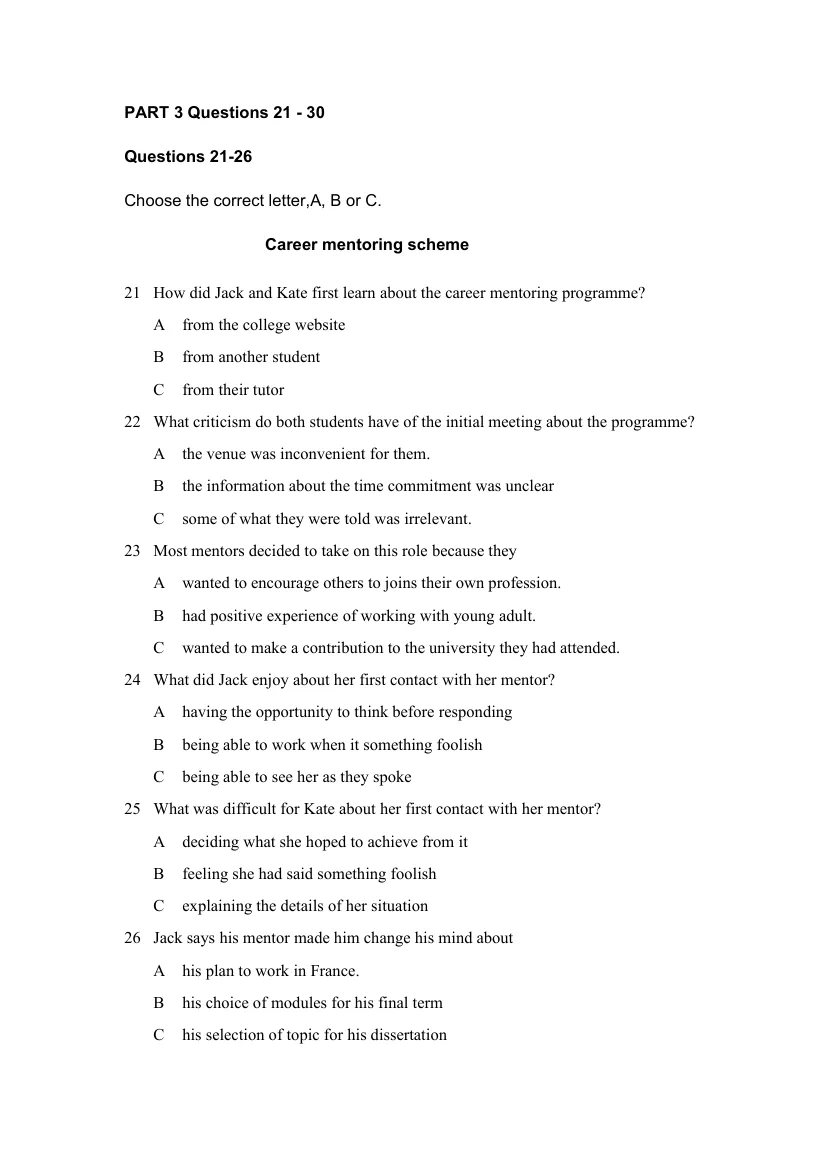 PART 3 Questions 21 - 30
Questions 21-26
Choose the correct letter,A, B or C.
Career mentoring scheme
21 How did Jack and Kate first learn about the career mentoring programme?
A from the college website
B from another student
C from their tutor
22 What criticism do both students have of the initial meeting about the programme?
A the venue was inconvenient for them.
B the information about the time commitment was unclear
C some of what they were told was irrelevant.
23 Most mentors decided to take on this role because they
A wanted to encourage others to joins their own profession.
B had positive experience of working with young adult.
C wanted to make a contribution to the university they had attended.
24 What did Jack enjoy about her first contact with her mentor?
A having the opportunity to think before responding
B being able to work when it something foolish
C being able to see her as they spoke
25 What was difficult for Kate about her first contact with her mentor?
A deciding what she hoped to achieve from it
B feeling she had said something foolish
C explaining the details of her situation
26 Jack says his mentor made him change his mind about
A his plan to work in France.
B his choice of modules for his final term
C his selection of topic for his dissertation